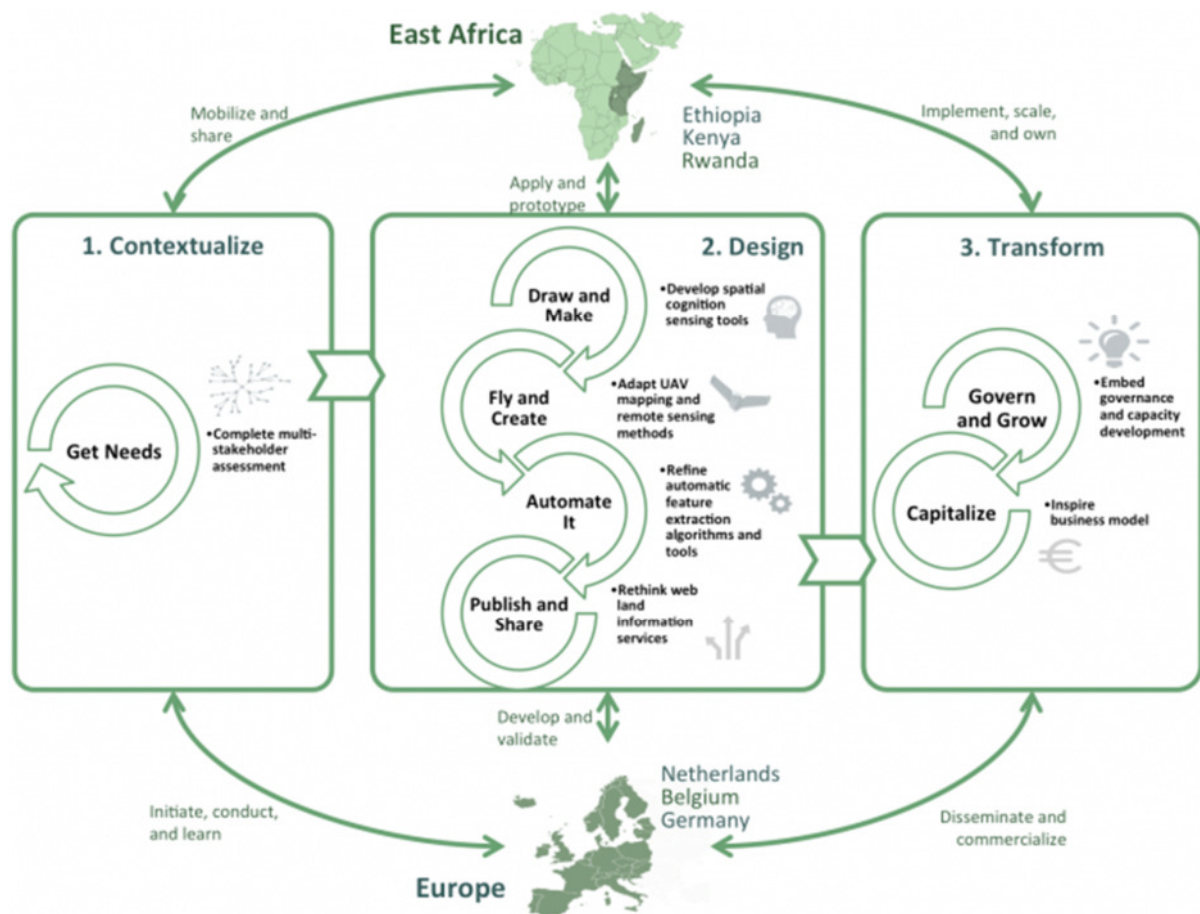 East Africa
Mobilize and
share
Ethiopia
Kenya
Rwanda
Implement, scale,
and own
Apply and
prototype
1. Contextualize
Get Needs
•Complete multi-
stakeholder
assessment
2. Design
Draw and
Make
•Develop spatial
cognition
sensing tools
Fly and
Create
•Adapt UAV
mapping and
remote sensing
methods
Automate
It
•Refine
automatic
feature
extraction
algorithms and
tools
Publish and
Share
•Rethink web
land
information
services
3. Transform
Govern
and Grow
•Embed
governance
and capacity
development
Capitalize
•Inspire
business model
€
Develop and
validate
Initiate, conduct,
and learn
Netherlands
Belgium
Germany
Disseminate and
commercialize
Europe